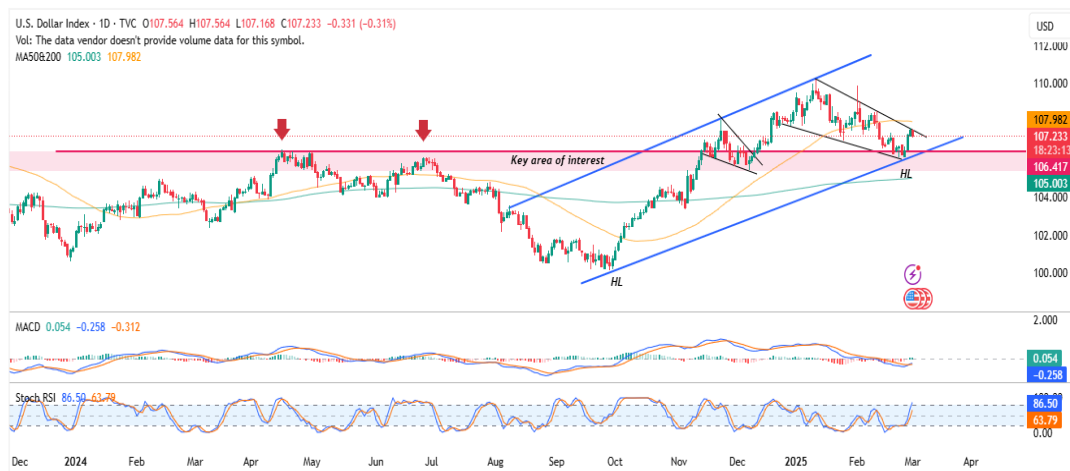 U.S. Dollar Index · 1D · TVC O107.564 H107.564 L107.168 C107.233 -0.331 (-0.31%)
USD
Vol: The data vendor doesn't provide volume data for this symbol.
112.000
MA50&200 105.003 107.982
110.000
107.982
107.233
18:23:13
Key area of interest
106.417
HL
105.003
104.000
102.000
100.000
HL
MACD 0.054 -0.258 -0.312
2.000
0.054
-0.258
Stoch RSI 86.50 63.79
100.00
86.50
63.79
0.00
Dec 2024 Feb Mar Apr May Jun Jul Aug Sep Oct Nov Dec 2025 Feb Mar Apr